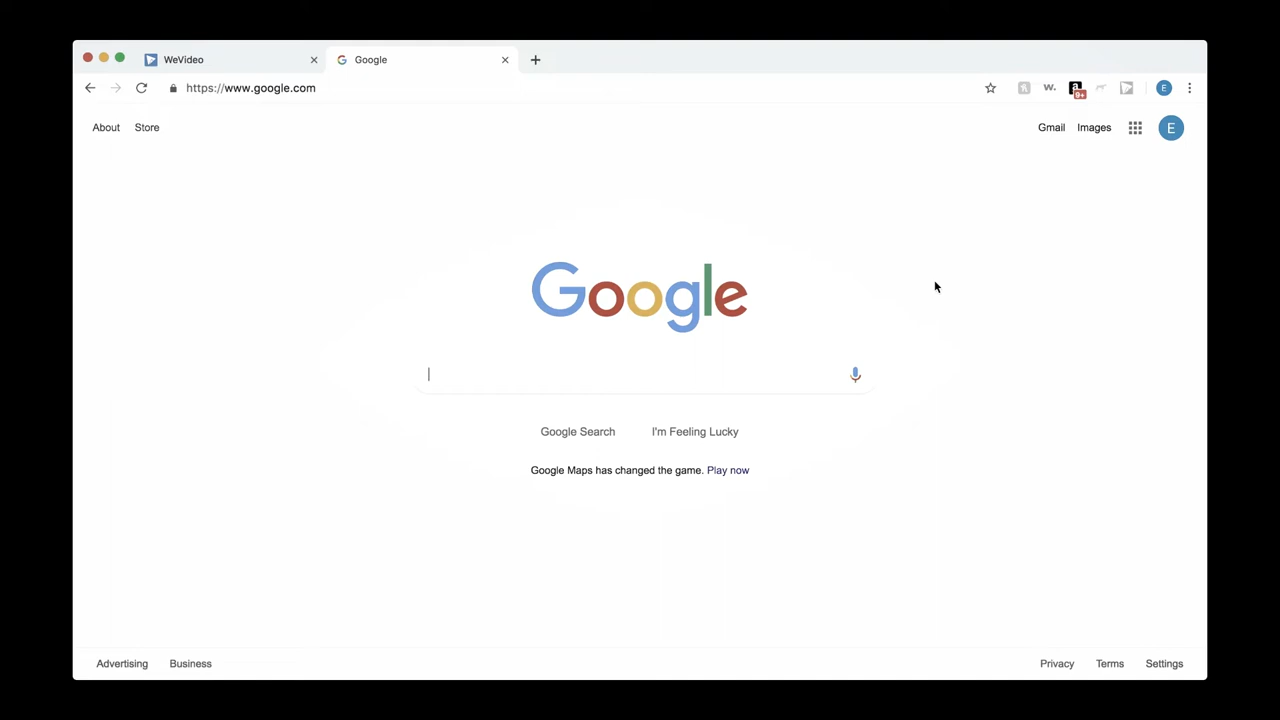 WeVideo
Google
https://www.google.com
W.
a
9+
E
About
Store
Gmail
Images
E
Google
Google Search
I'm Feeling Lucky
Google Maps has changed the game. Play now
Advertising
Business
Privacy
Terms
Settings